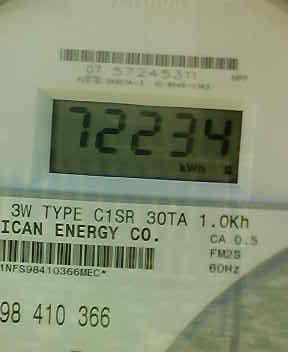 07 57245311
72234
kWh
3W TYPE C1SR 30TA 1.0Kh
ICAN ENERGY CO.
CA 0.5
FM2S
60Hz
1NFS98410366MEC*
98 410 366